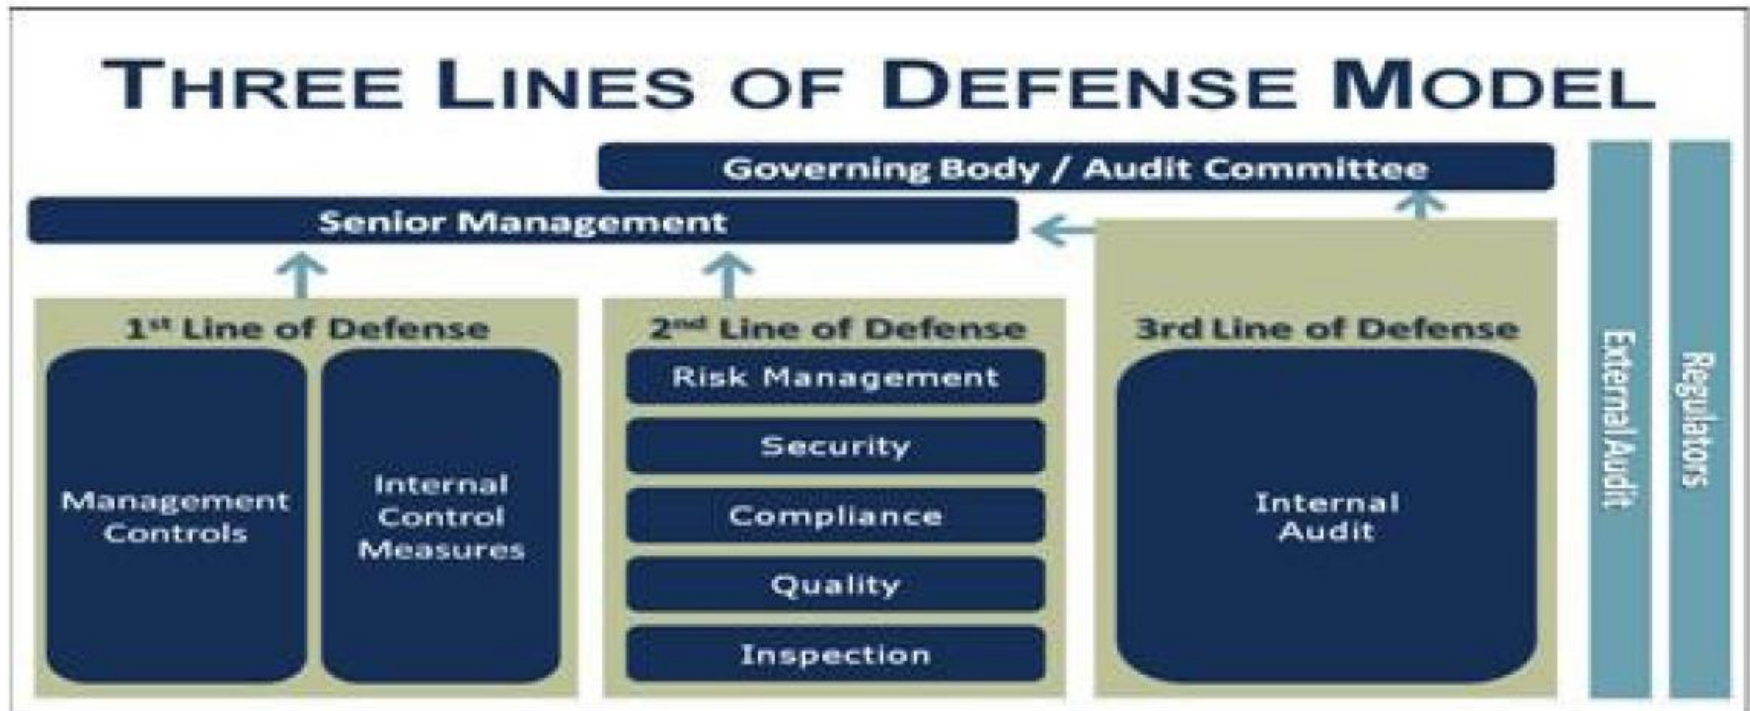 THREE LINES OF DEFENSE MODEL
Governing Body / Audit Committee
Senior Management
1st Line of Defense
Management
Controls
Internal
Control
Measures
2nd Line of Defense
Risk Management
Security
Compliance
Quality
Inspection
3rd Line of Defense
Internal
Audit
External Audit
Regulators